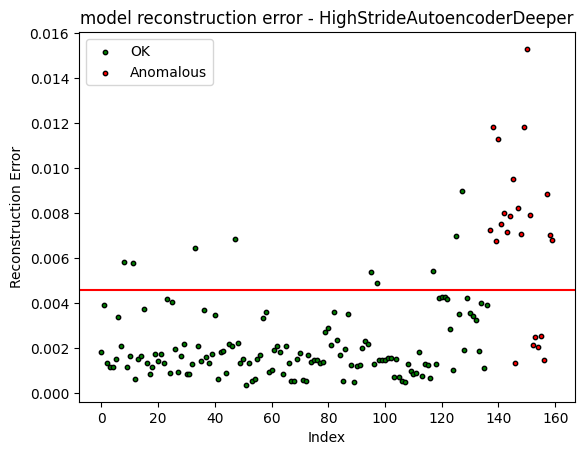 model reconstruction error - HighStrideAutoencoderDeeper
0.016
0.014
0.012
0.010
0.008
0.006
0.004
0.002
0.000
Reconstruction Error
OK
Anomalous
0 20 40 60 80 100 120 140 160
Index